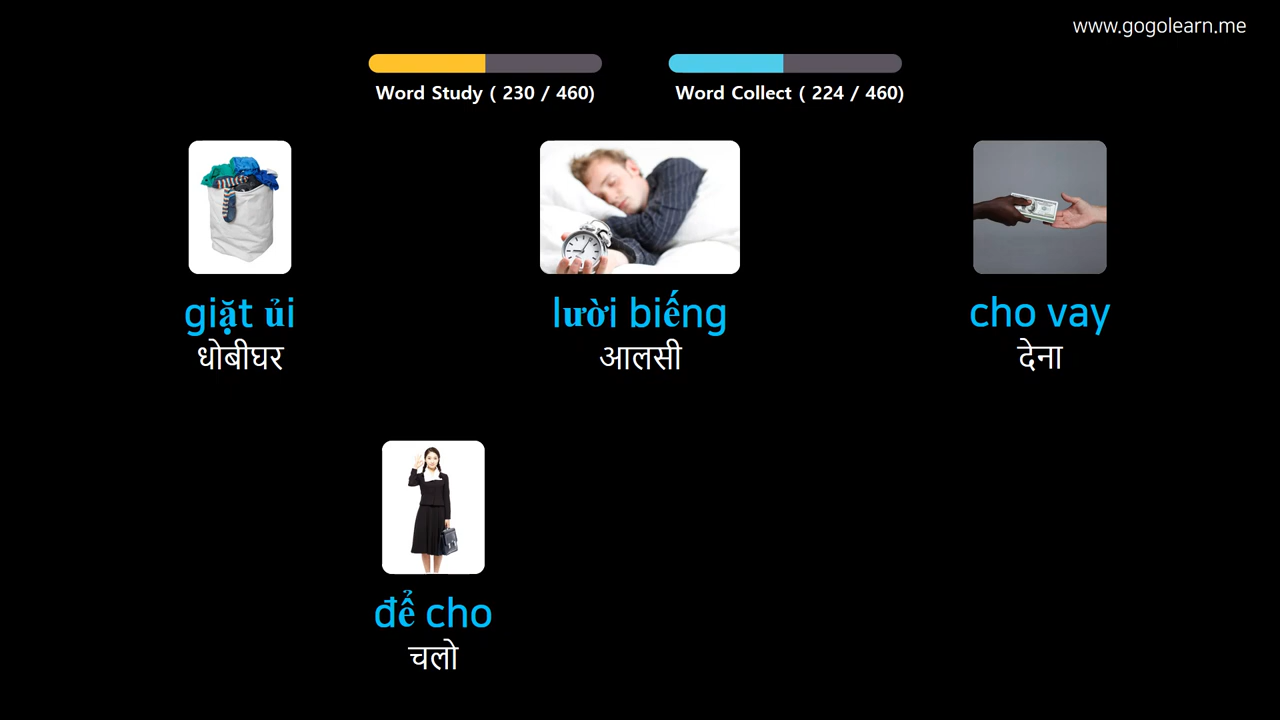 www.gogolearn.me
Word Study ( 230 / 460)
Word Collect ( 224 / 460)
giặt ủi
धोबीघर
lười biếng
आलसी
cho vay
देना
để cho
चलो